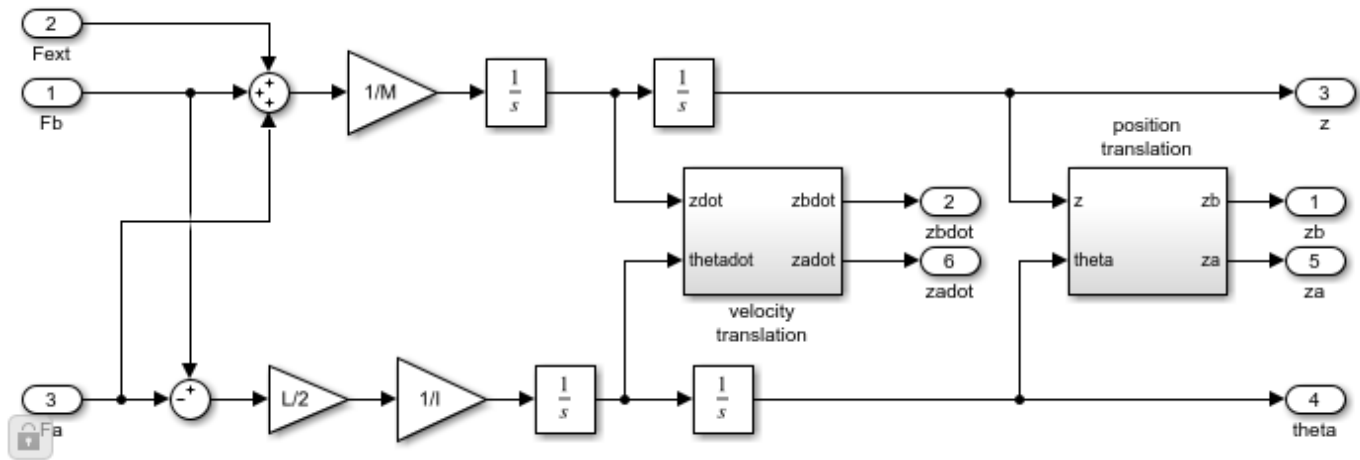 2
Fext
1
Fb
+
+
+
1/M
1
s
1
s
3
z
position
translation
zdot
zbdot
thetadot
zadot
velocity
translation
2
zbdot
6
zadot
z
zb
theta
za
1
zb
5
za
3
Fa
+
−
L/2
1/I
1
s
1
s
4
theta